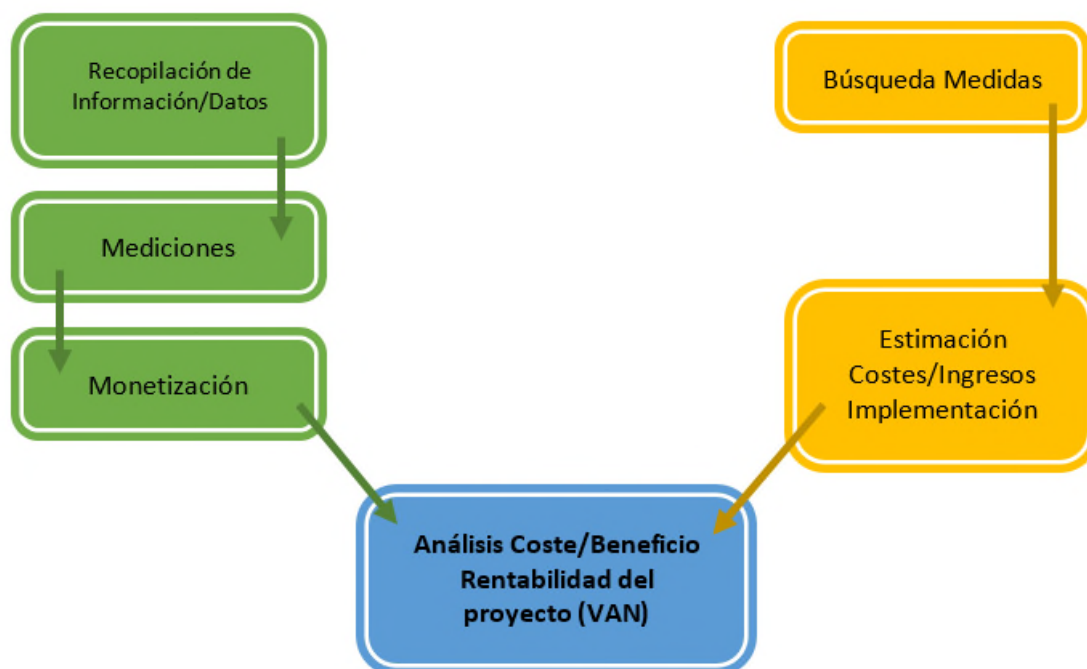 Recopilación de
Información/Datos
Mediciones
Monetización
Búsqueda Medidas
Estimación
Costes/Ingresos
Implementación
Análisis Coste/Beneficio
Rentabilidad del
proyecto (VAN)